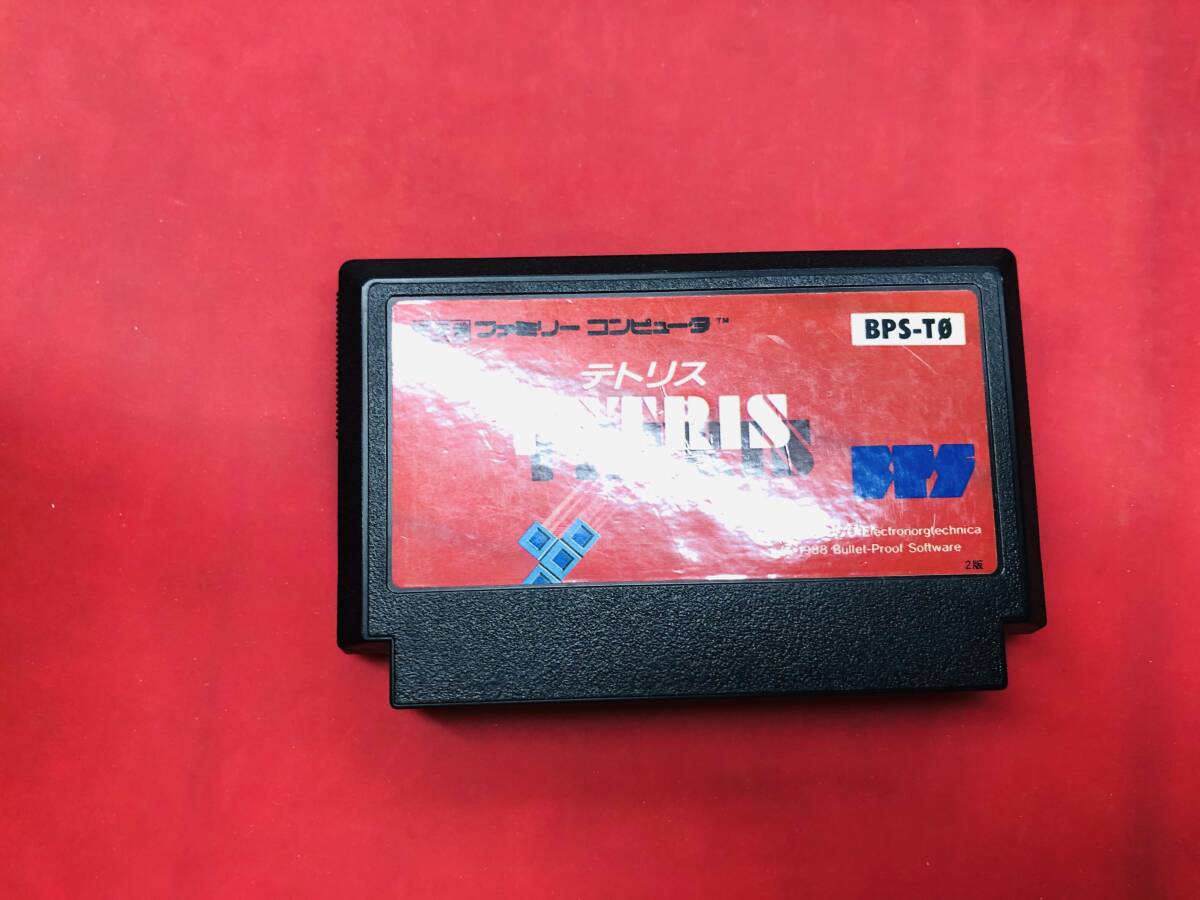 ファミリー コンピュータ™
BPS-TØ
テトリス
TETRIS
BPS
Electronorgtechnica
1988 Bullet-Proof Software
2版